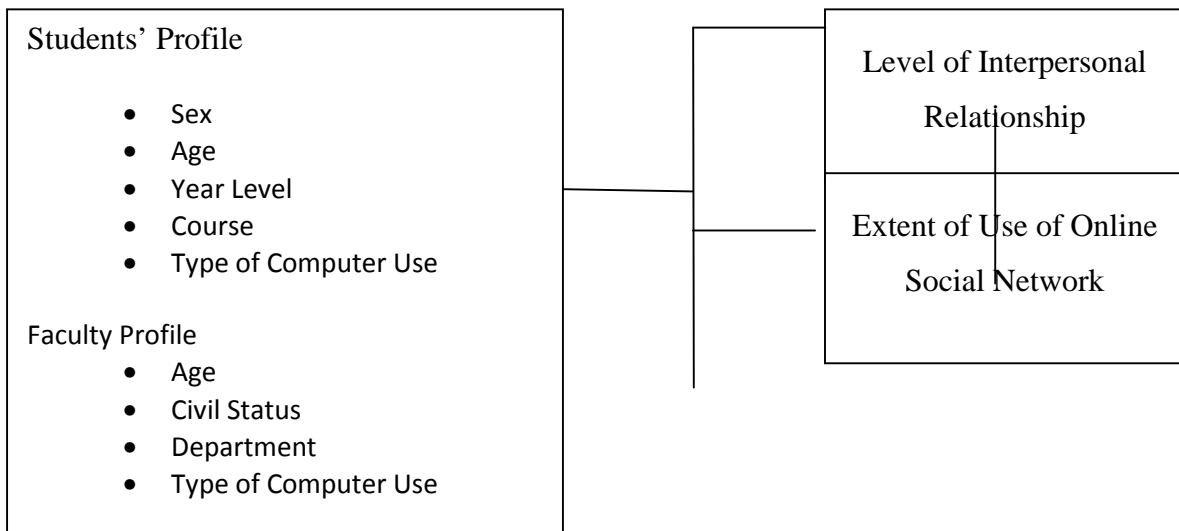 Students’ Profile
• Sex
• Age
• Year Level
• Course
• Type of Computer Use
Faculty Profile
• Age
• Civil Status
• Department
• Type of Computer Use
Level of Interpersonal
Relationship
Extent of Use of Online
Social Network